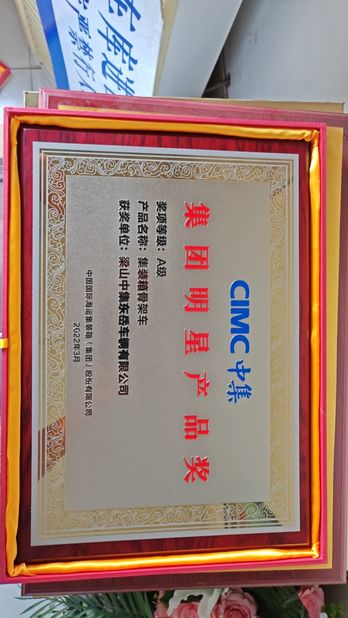 CIMC 中集
集团明星产品奖
奖项等级：A级
产品名称：集装箱骨架车
获奖单位：梁山中集东岳车辆有限公司
中国国际海运集装箱（集团）股份有限公司
2022年3月